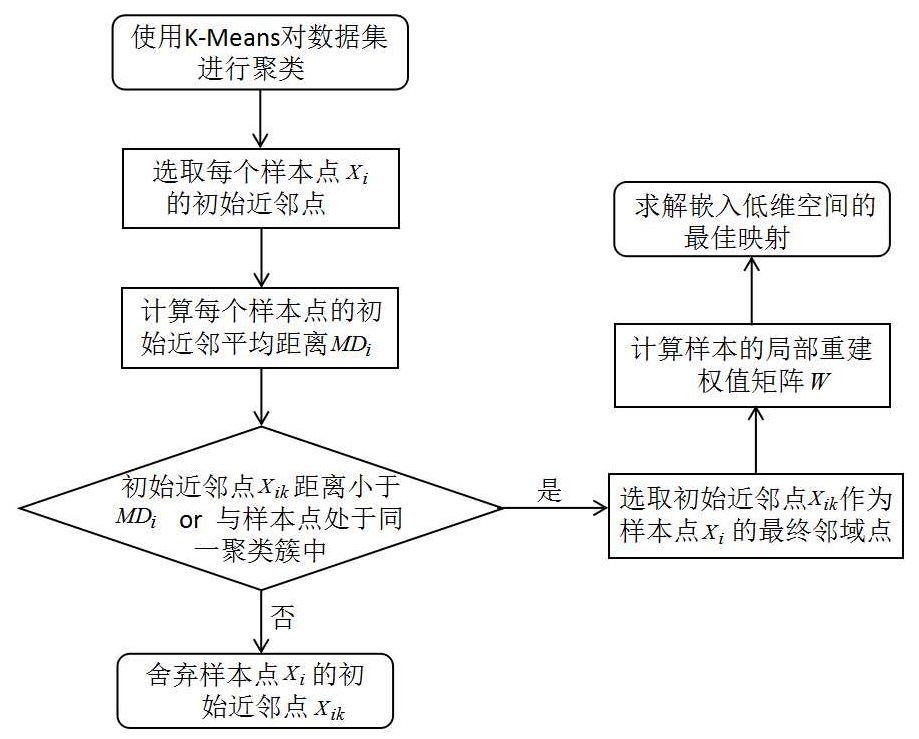 使用K-Means对数据集
进行聚类
选取每个样本点 Xi
的初始近邻点
计算每个样本点的初
始近邻平均距离MDi
初始近邻点Xik距离小于
MDi or 与样本点处于同
一聚类簇中
是
否
舍弃样本点Xi的初
始近邻点Xik
选取初始近邻点Xik作为
样本点Xi的最终邻域点
计算样本的局部重建
权值矩阵W
求解嵌入低维空间的
最佳映射